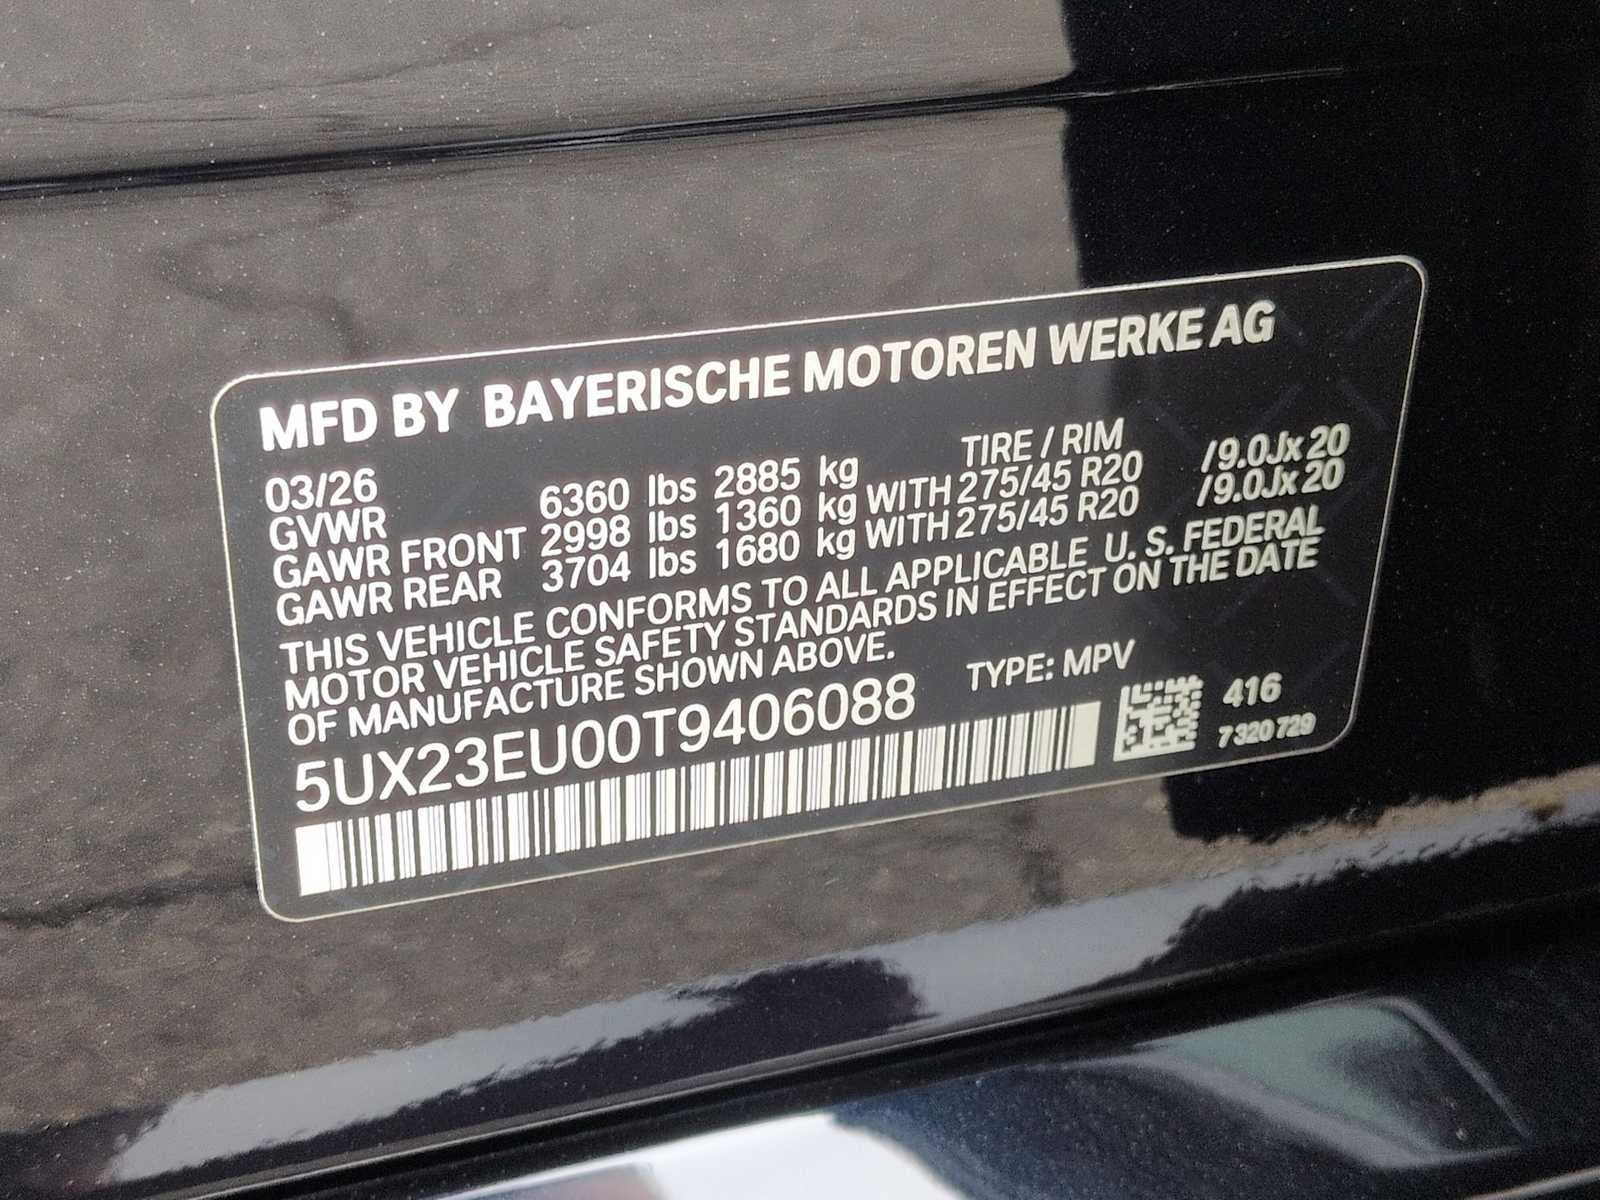 MFD BY BAYERISCHE MOTOREN WERKE AG
03/26 TIRE / RIM
GVWR 6360 lbs 2885 kg
GAWR FRONT 2998 lbs 1360 kg WITH 275/45 R20 /9.0Jx 20
GAWR REAR 3704 lbs 1680 kg WITH 275/45 R20 /9.0Jx 20
THIS VEHICLE CONFORMS TO ALL APPLICABLE U. S. FEDERAL
MOTOR VEHICLE SAFETY STANDARDS IN EFFECT ON THE DATE
OF MANUFACTURE SHOWN ABOVE.
TYPE: MPV
5UX23EU00T9406088
416
7 320 729